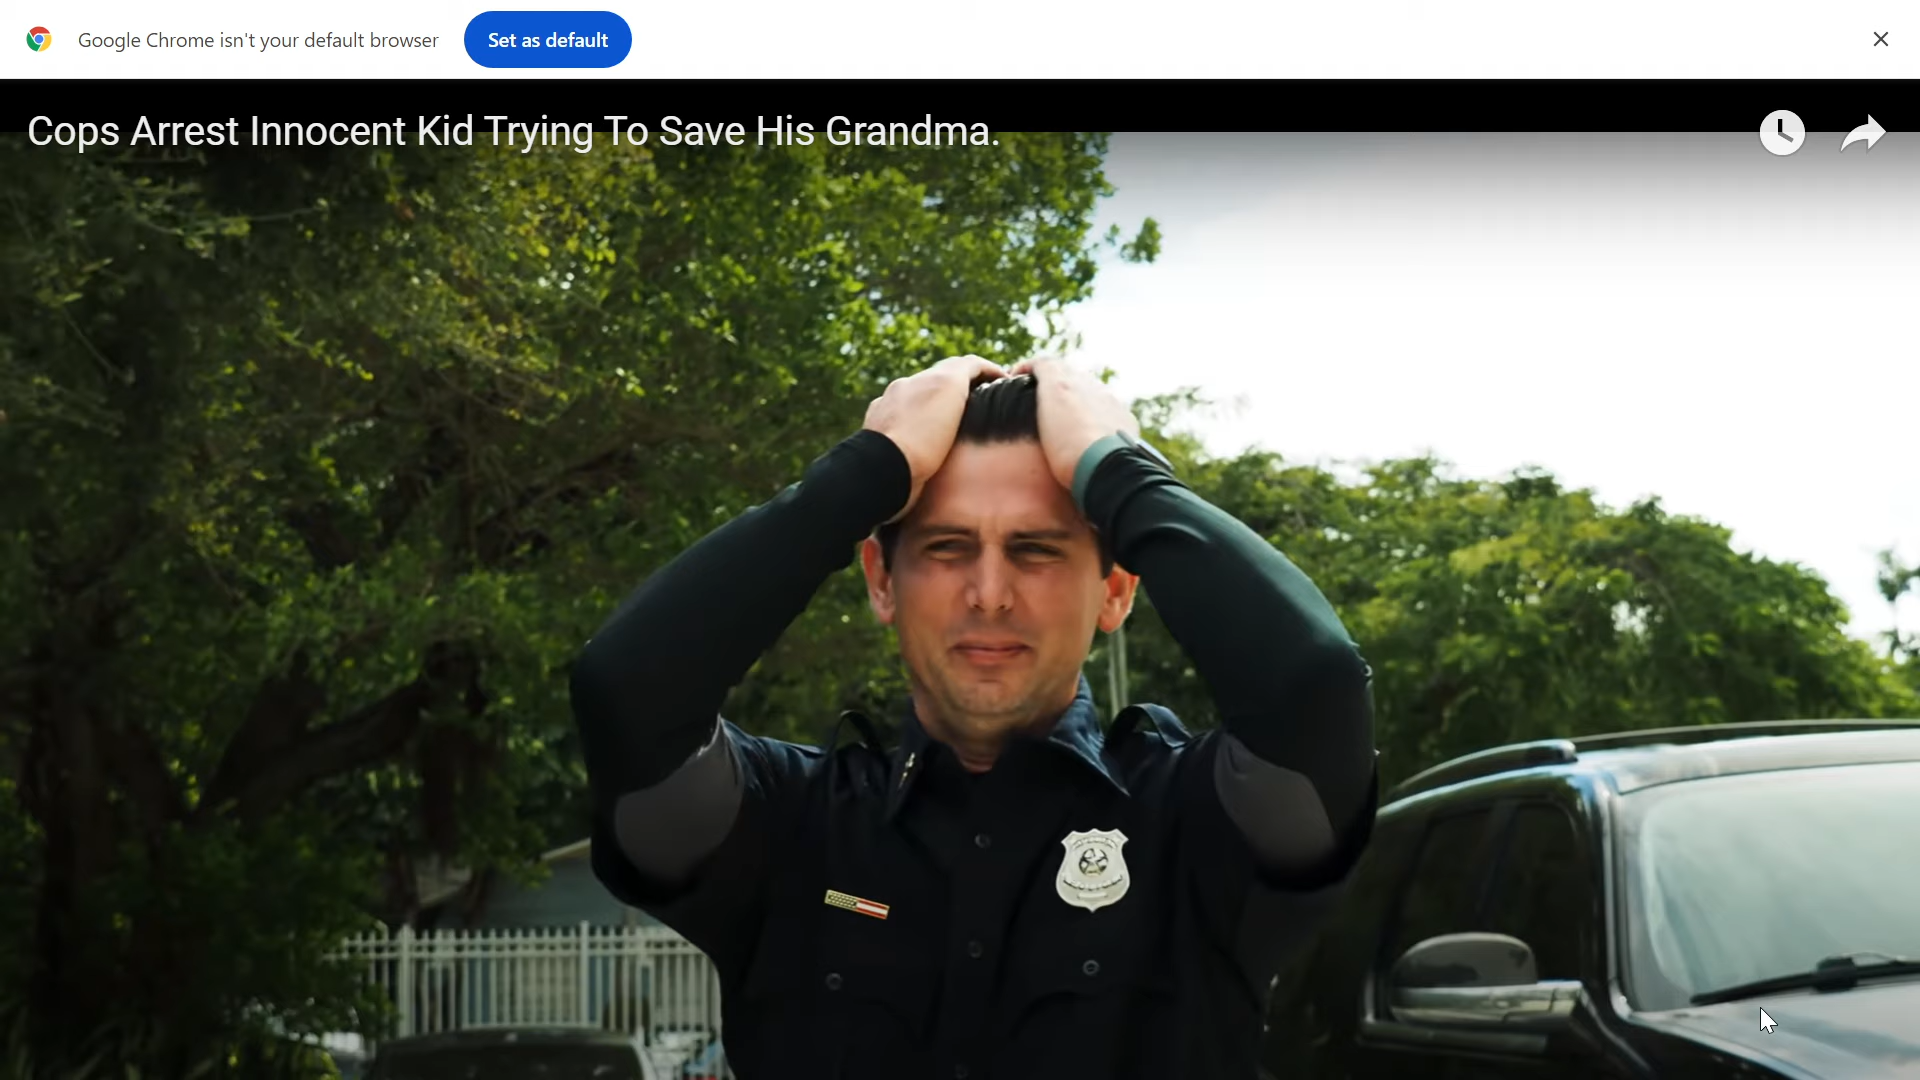 Google Chrome isn't your default browser
Set as default
Cops Arrest Innocent Kid Trying To Save His Grandma.